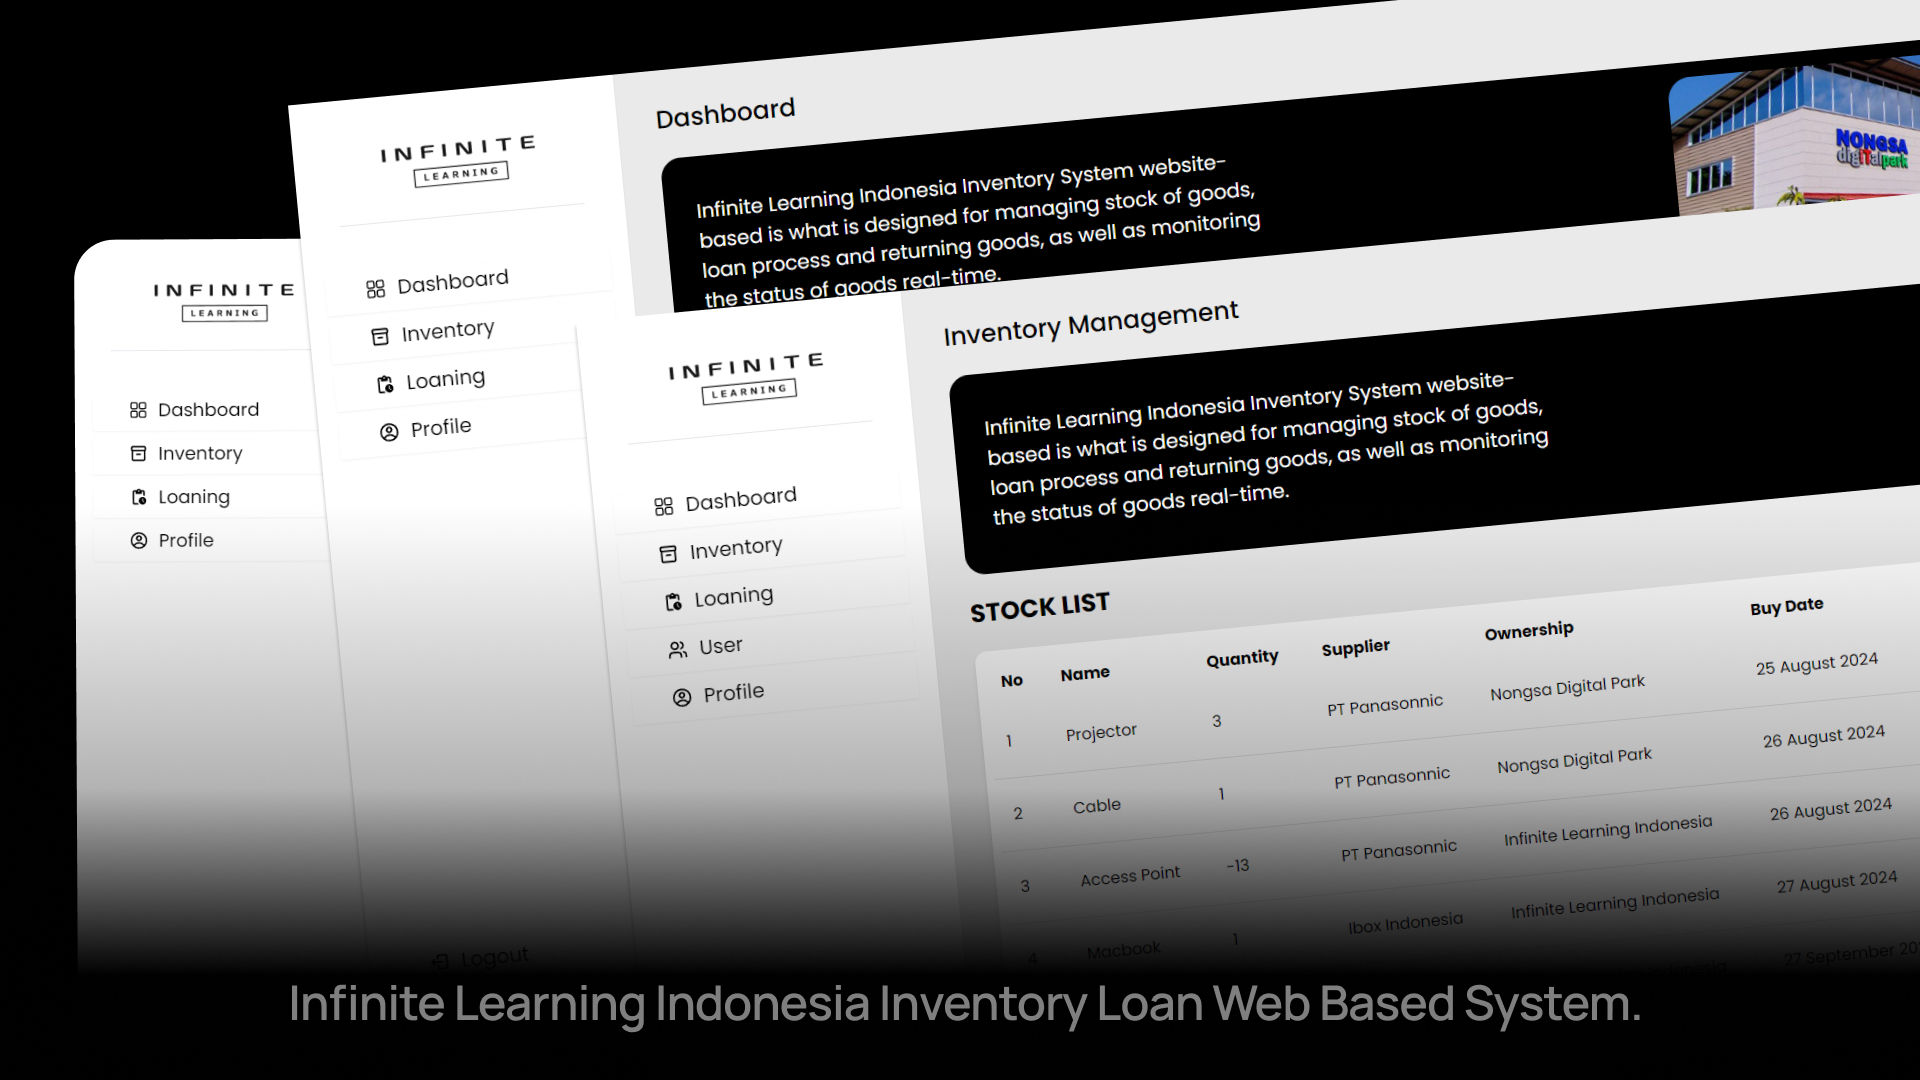 INFINITE
LEARNING
Dashboard
Inventory
Loaning
Profile
INFINITE
LEARNING
Dashboard
Inventory
Loaning
Profile
Logout
Dashboard
Infinite Learning Indonesia Inventory System website-
based is what is designed for managing stock of goods,
loan process and returning goods, as well as monitoring
the status of goods real-time.
NONGSA
digITalpark
INFINITE
LEARNING
Dashboard
Inventory
Loaning
User
Profile
Inventory Management
Infinite Learning Indonesia Inventory System website-
based is what is designed for managing stock of goods,
loan process and returning goods, as well as monitoring
the status of goods real-time.
STOCK LIST
No Name Quantity Supplier Ownership Buy Date
1 Projector 3 PT Panasonnic Nongsa Digital Park 25 August 2024
2 Cable 1 PT Panasonnic Nongsa Digital Park 26 August 2024
3 Access Point -13 PT Panasonnic Infinite Learning Indonesia 26 August 2024
4 Macbook 1 Ibox Indonesia Infinite Learning Indonesia 27 August 2024
27 September
Infinite Learning Indonesia Inventory Loan Web Based System.